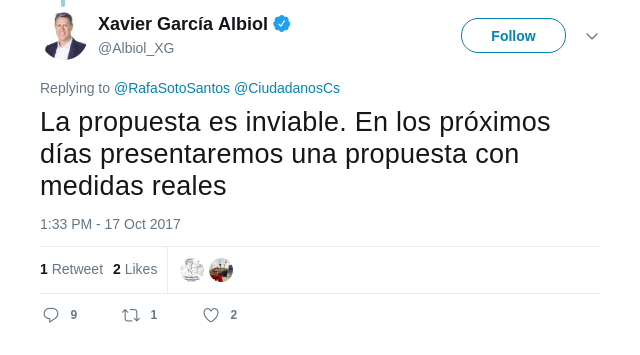 Xavier García Albiol
@Albiol_XG
Follow
Replying to @RafaSotoSantos @CiudadanosCs
La propuesta es inviable. En los próximos
días presentaremos una propuesta con
medidas reales
1:33 PM - 17 Oct 2017
1 Retweet 2 Likes
9 1 2